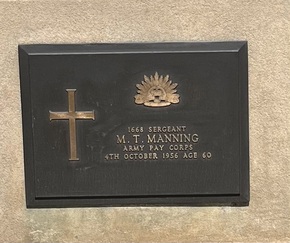 1668 SERGEANT
M. T. MANNING
ARMY PAY CORPS
4TH OCTOBER 1956 AGE 60